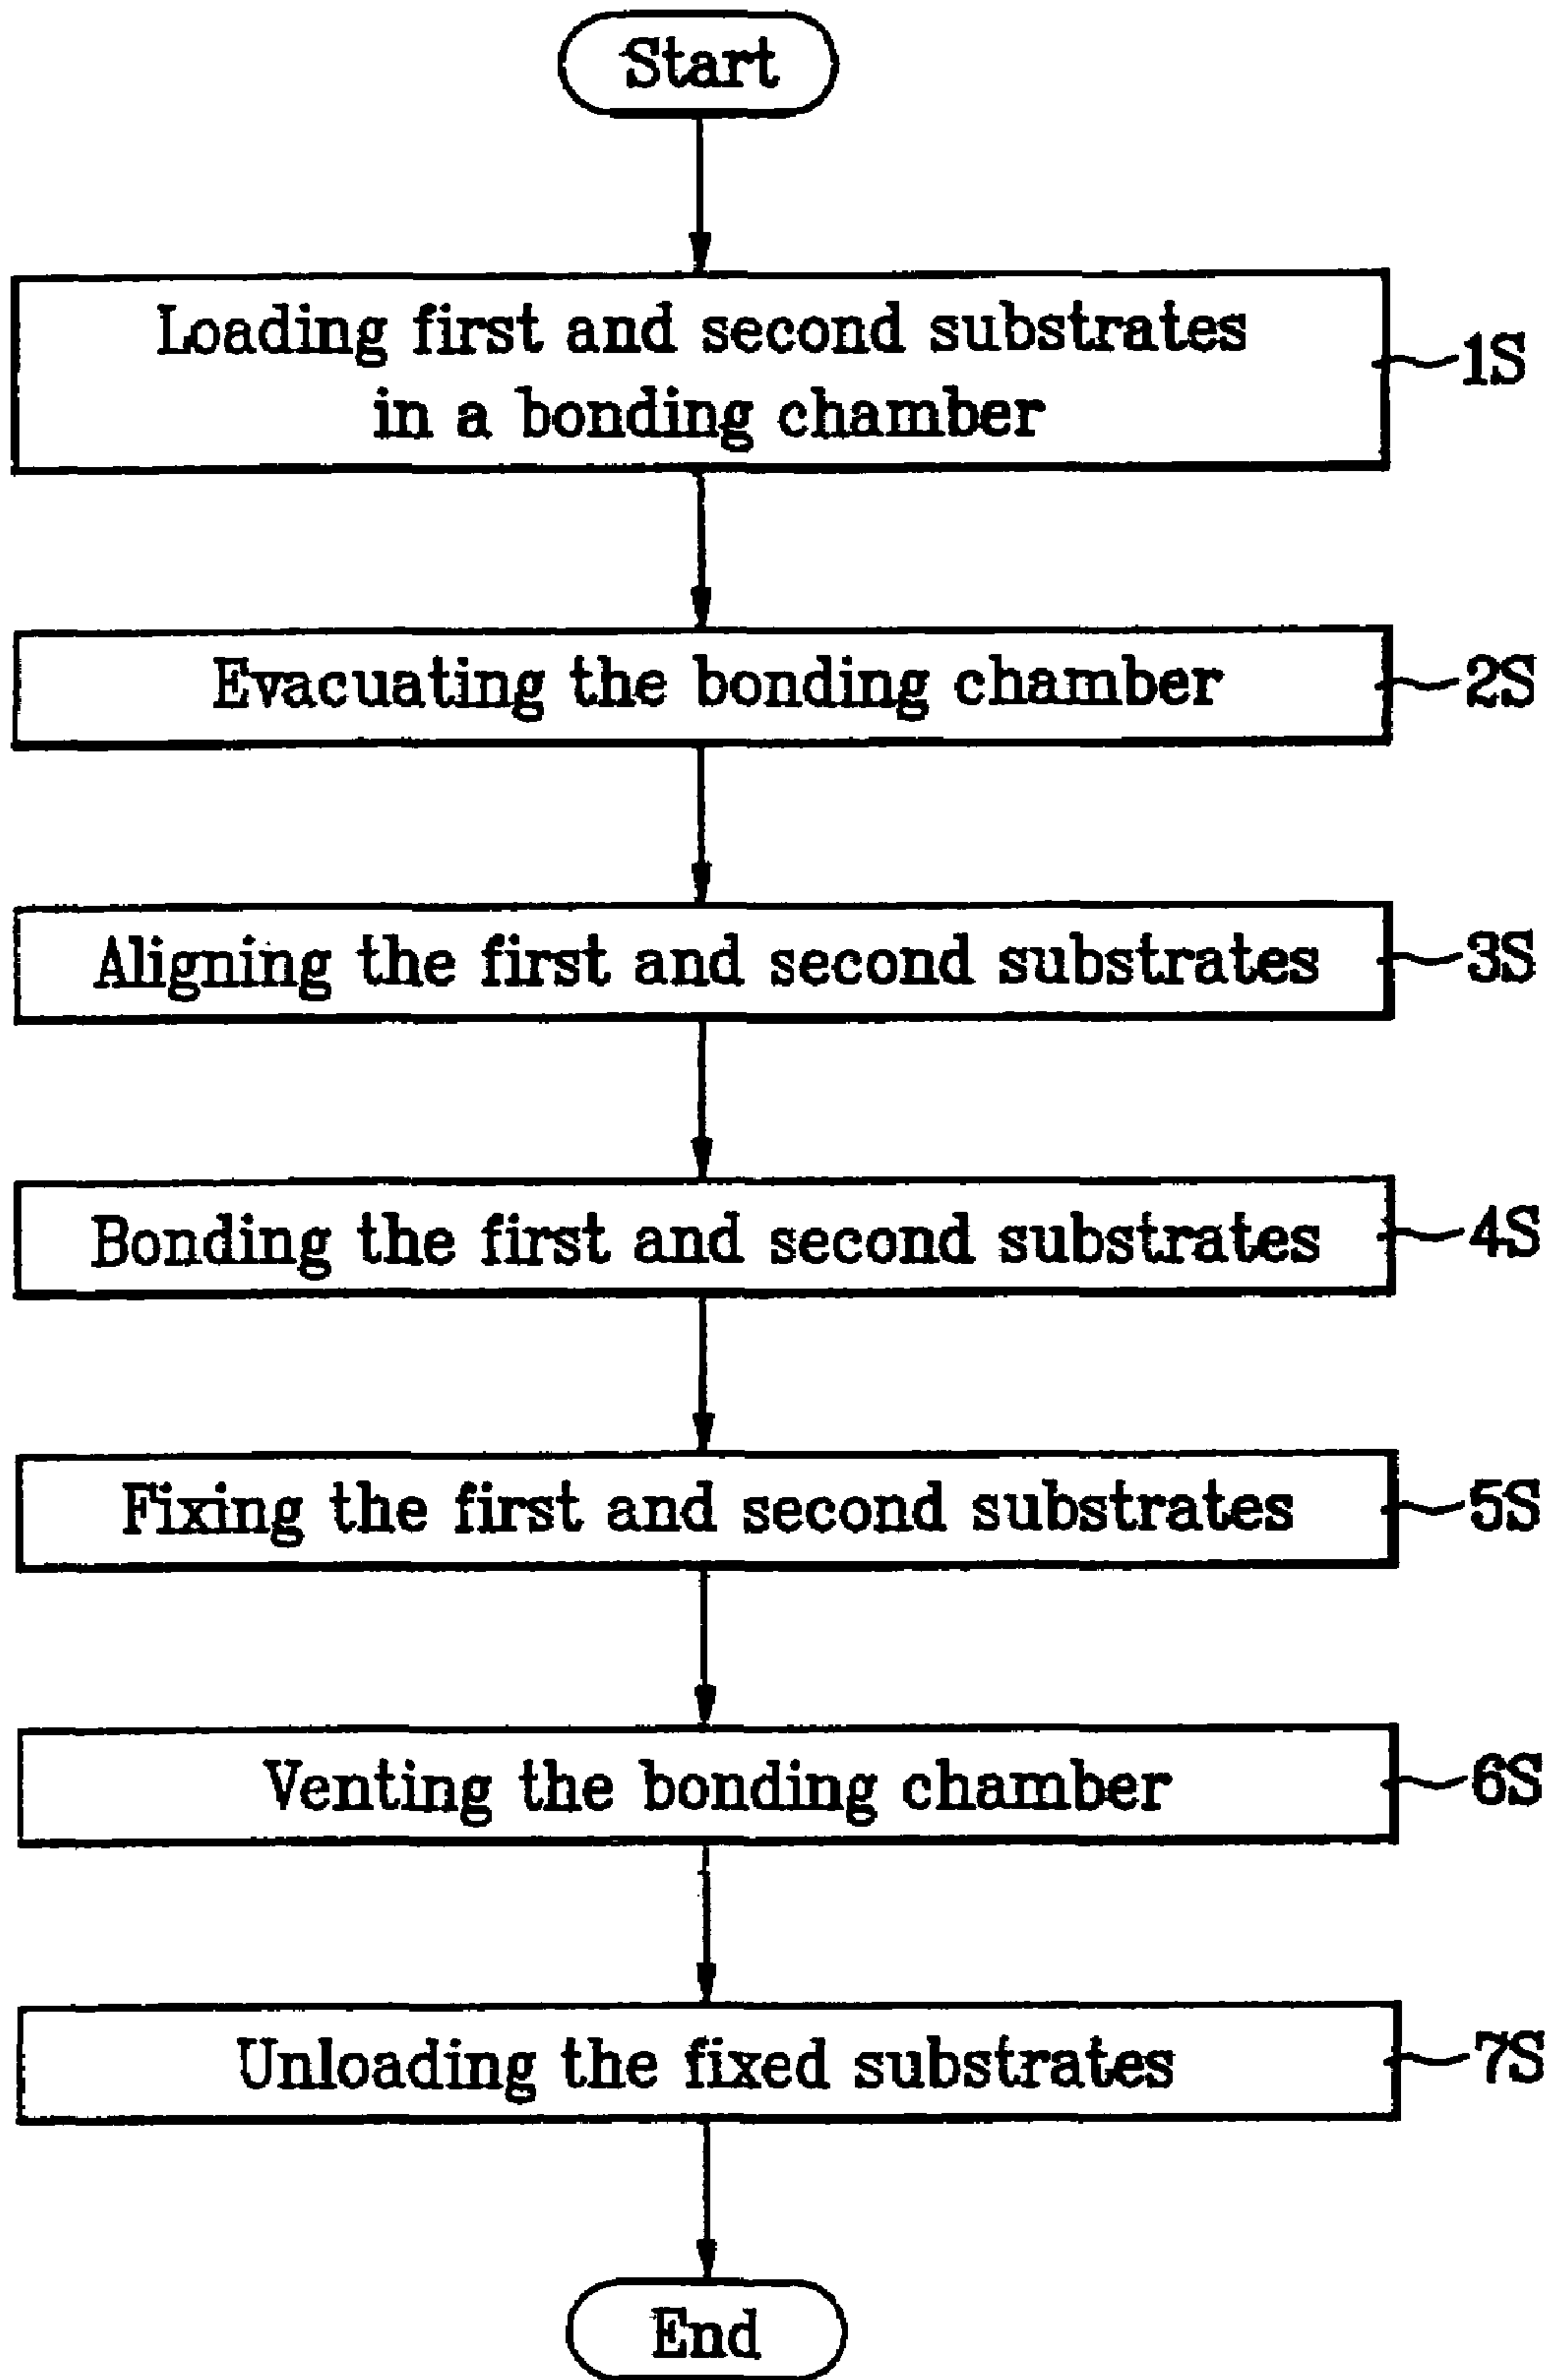 Start
Loading first and second substrates
in a bonding chamber
1S
Evacuating the bonding chamber
2S
Aligning the first and second substrates
3S
Bonding the first and second substrates
4S
Fixing the first and second substrates
5S
Venting the bonding chamber
6S
Unloading the fixed substrates
7S
End